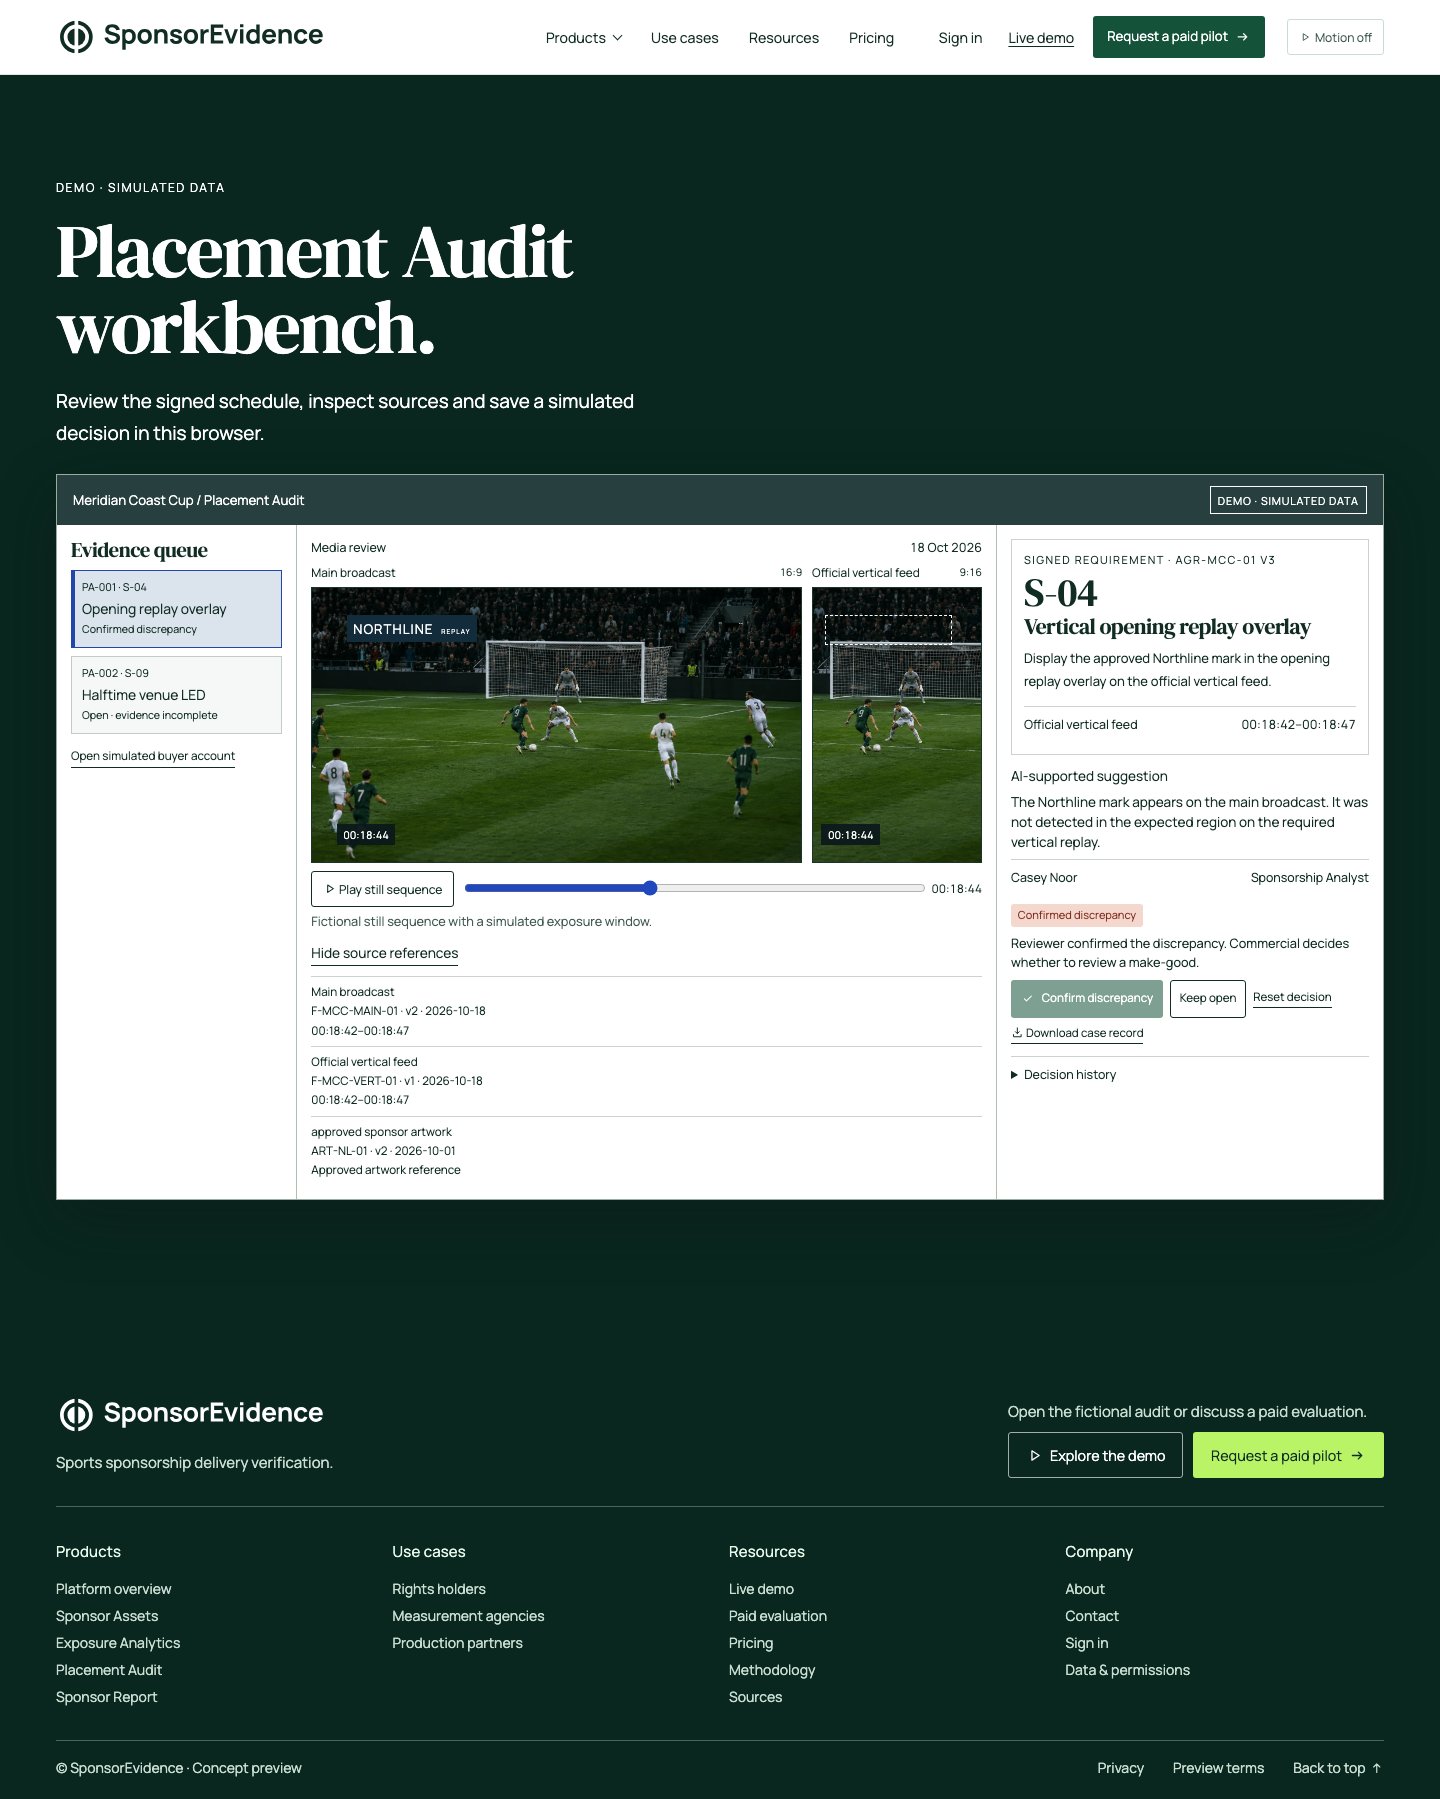 SponsorEvidence
Products
Use cases
Resources
Pricing
Sign in
Live demo
Request a paid pilot →
Motion off
DEMO · SIMULATED DATA
Placement Audit
workbench.
Review the signed schedule, inspect sources and save a simulated
decision in this browser.
Meridian Coast Cup / Placement Audit
DEMO · SIMULATED DATA
Evidence queue
PA-001 · S-04
Opening replay overlay
Confirmed discrepancy
PA-002 · S-09
Halftime venue LED
Open · evidence incomplete
Open simulated buyer account
Media review
18 Oct 2026
Main broadcast
16:9
Official vertical feed
9:16
NORTHLINE REPLAY
9
8
7
4
3
11
00:18:44
9
00:18:44
Play still sequence
00:18:44
Fictional still sequence with a simulated exposure window.
Hide source references
Main broadcast
F-MCC-MAIN-01 · v2 · 2026-10-18
00:18:42–00:18:47
Official vertical feed
F-MCC-VERT-01 · v1 · 2026-10-18
00:18:42–00:18:47
approved sponsor artwork
ART-NL-01 · v2 · 2026-10-01
Approved artwork reference
SIGNED REQUIREMENT · AGR-MCC-01 V3
S-04
Vertical opening replay overlay
Display the approved Northline mark in the opening
replay overlay on the official vertical feed.
Official vertical feed
00:18:42–00:18:47
AI-supported suggestion
The Northline mark appears on the main broadcast. It was
not detected in the expected region on the required
vertical replay.
Casey Noor
Sponsorship Analyst
Confirmed discrepancy
Reviewer confirmed the discrepancy. Commercial decides
whether to review a make-good.
Confirm discrepancy
Keep open
Reset decision
Download case record
Decision history
SponsorEvidence
Sports sponsorship delivery verification.
Open the fictional audit or discuss a paid evaluation.
Explore the demo
Request a paid pilot →
Products
Platform overview
Sponsor Assets
Exposure Analytics
Placement Audit
Sponsor Report
Use cases
Rights holders
Measurement agencies
Production partners
Resources
Live demo
Paid evaluation
Pricing
Methodology
Sources
Company
About
Contact
Sign in
Data & permissions
© SponsorEvidence · Concept preview
Privacy
Preview terms
Back to top ↑